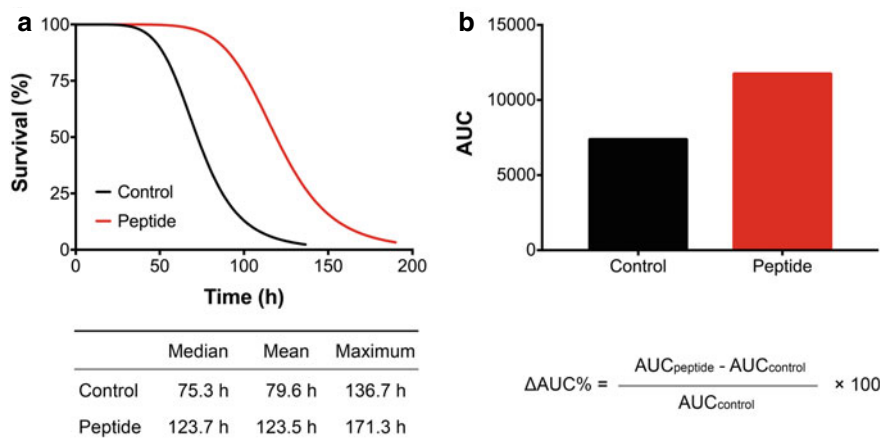 a
100
75
50
25
0
Survival (%)
Control
Peptide
0 50 100 150 200
Time (h)
Median Mean Maximum
Control 75.3 h 79.6 h 136.7 h
Peptide 123.7 h 123.5 h 171.3 h
b
15000
10000
5000
0
AUC
Control Peptide
ΔAUC% = AUCpeptide - AUCcontrol × 100
AUCcontrol